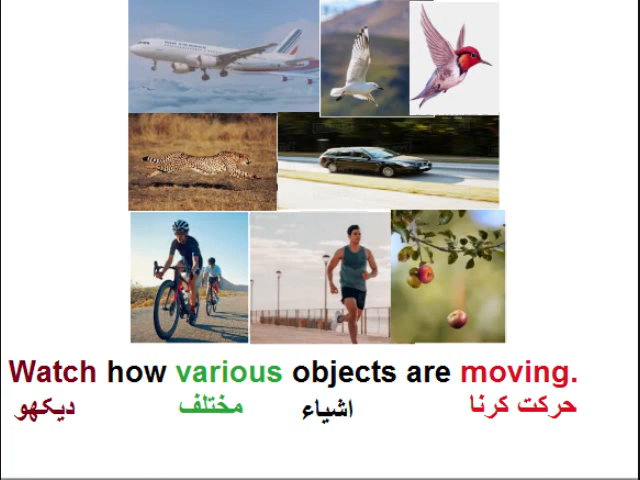 Watch how various objects are moving.
دیکھو مختلف اشیاء حرکت کرنا